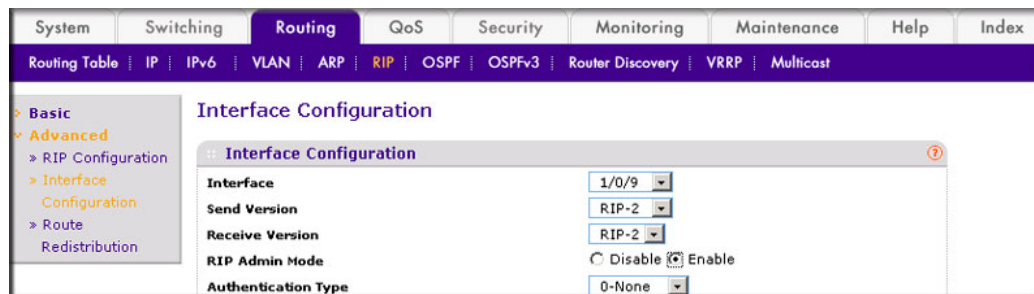 System Switching Routing QoS Security Monitoring Maintenance Help Index
Routing Table IP IPv6 VLAN ARP RIP OSPF OSPFv3 Router Discovery VRRP Multicast
Basic
Advanced
» RIP Configuration
» Interface
Configuration
» Route
Redistribution
Interface Configuration
Interface Configuration ?
Interface 1/0/9
Send Version RIP-2
Receive Version RIP-2
RIP Admin Mode Disable Enable
Authentication Type 0-None